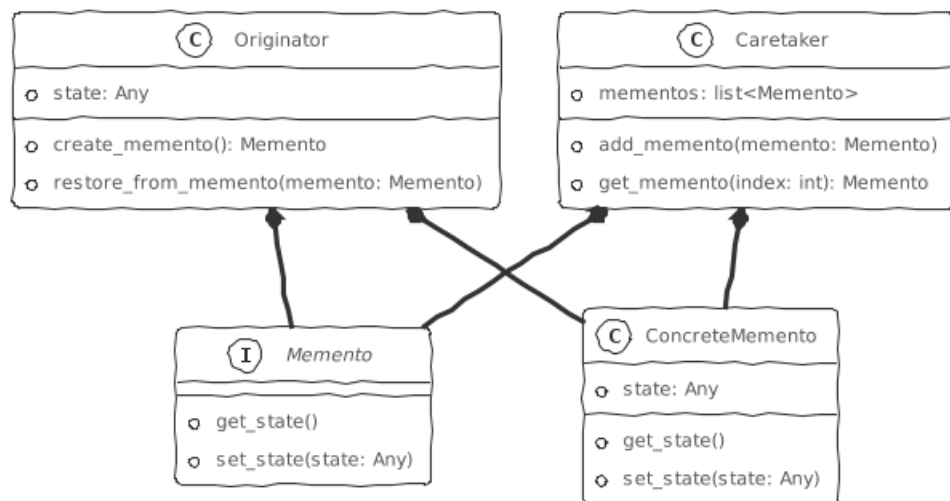 C Originator
state: Any
create_memento(): Memento
restore_from_memento(memento: Memento)
C Caretaker
mementos: list<Memento>
add_memento(memento: Memento)
get_memento(index: int): Memento
I Memento
get_state()
set_state(state: Any)
C ConcreteMemento
state: Any
get_state()
set_state(state: Any)